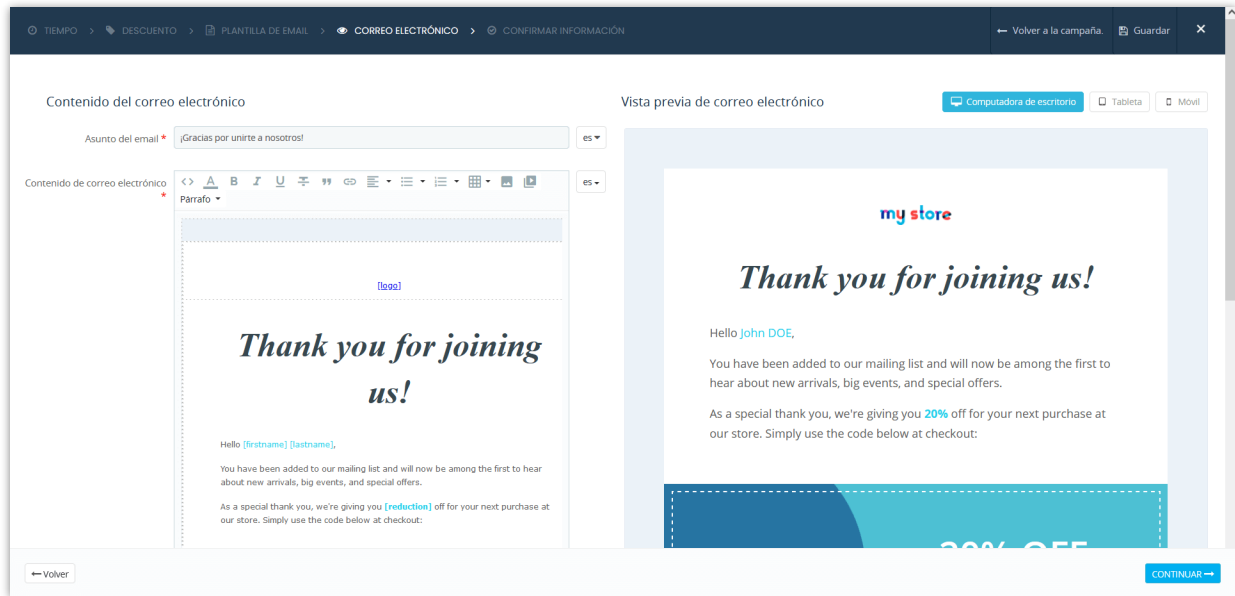 TIEMPO > DESCUENTO > PLANTILLA DE EMAIL > CORREO ELECTRÓNICO > CONFIRMAR INFORMACIÓN
← Volver a la campaña. Guardar ×
Contenido del correo electrónico
Asunto del email * ¡Gracias por unirte a nosotros! es
Contenido de correo electrónico * es
Párrafo
[logo]
Thank you for joining
us!
Hello [firstname] [lastname],
You have been added to our mailing list and will now be among the first to hear
about new arrivals, big events, and special offers.
As a special thank you, we're giving you [reduction] off for your next purchase at
our store. Simply use the code below at checkout:
Vista previa de correo electrónico
Computadora de escritorio Tableta Móvil
my store
Thank you for joining us!
Hello John DOE,
You have been added to our mailing list and will now be among the first to
hear about new arrivals, big events, and special offers.
As a special thank you, we're giving you 20% off for your next purchase at
our store. Simply use the code below at checkout:
20% OFF
←Volver
CONTINUAR→